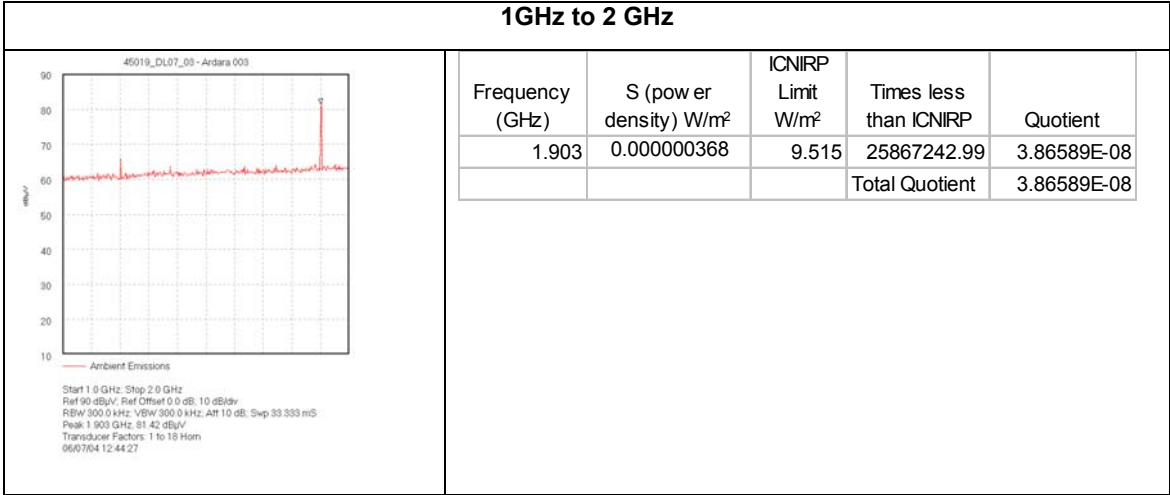 1GHz to 2 GHz
45019_DL07_03 - Ardara 003
90
80
70
60
50
40
30
20
10
dBµV
Ambient Emissions
Start 1.0 GHz; Stop 2.0 GHz
Ref 90 dBµV; Ref Offset 0.0 dB; 10 dB/div
RBW 300.0 kHz; VBW 300.0 kHz; Att 10 dB; Swp 33.333 mS
Peak 1.903 GHz, 81.42 dBµV
Transducer Factors: 1 to 18 Horn
06/07/04 12:44:27
Frequency (GHz) S (pow er density) W/m² ICNIRP Limit W/m² Times less than ICNIRP Quotient
1.903 0.000000368 9.515 25867242.99 3.86589E-08
Total Quotient 3.86589E-08